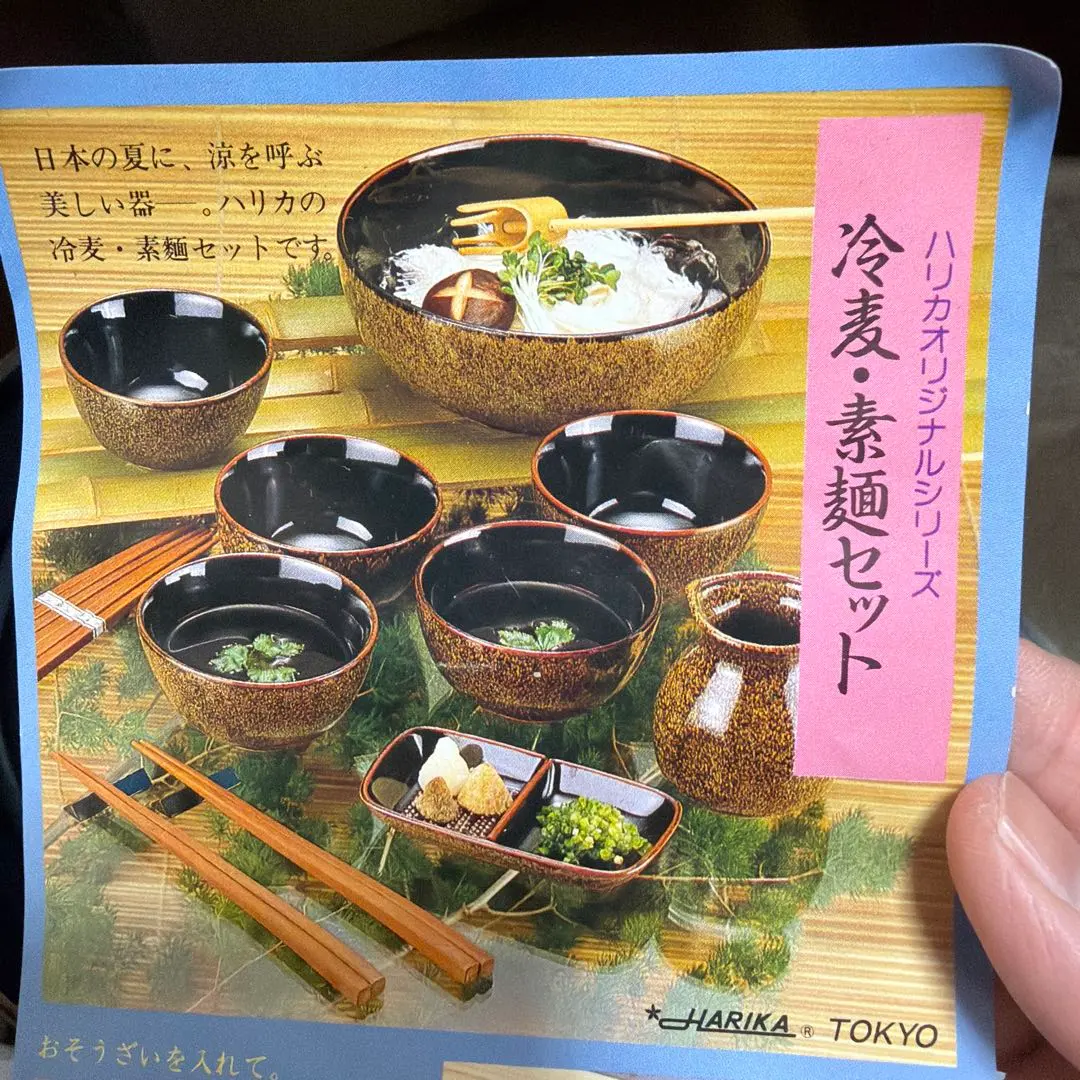 日本の夏に、涼を呼ぶ
美しい器──。ハリカの
冷麦・素麺セットです。
ハリカオリジナルシリーズ
冷麦・素麺セット
*HARIKA® TOKYO
おそうざいを入れて。